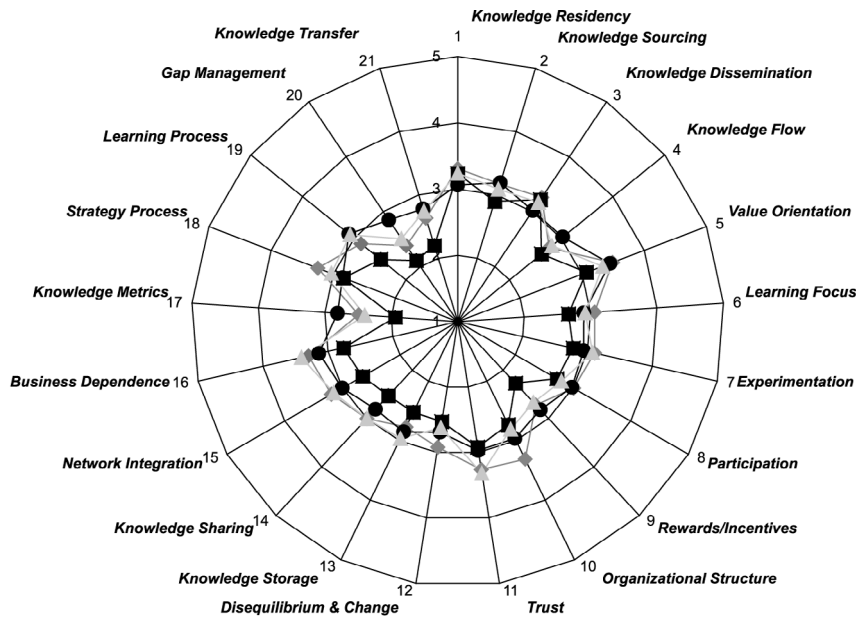 Knowledge Residency
1
Knowledge Sourcing
2
Knowledge Dissemination
3
Knowledge Flow
4
Value Orientation
5
Learning Focus
6
Experimentation
7
Participation
8
Rewards/Incentives
9
Organizational Structure
10
Trust
11
Disequilibrium & Change
12
Knowledge Storage
13
Knowledge Sharing
14
Network Integration
15
Business Dependence
16
Knowledge Metrics
17
Strategy Process
18
Learning Process
19
Gap Management
20
Knowledge Transfer
21
5
4
3
2
1